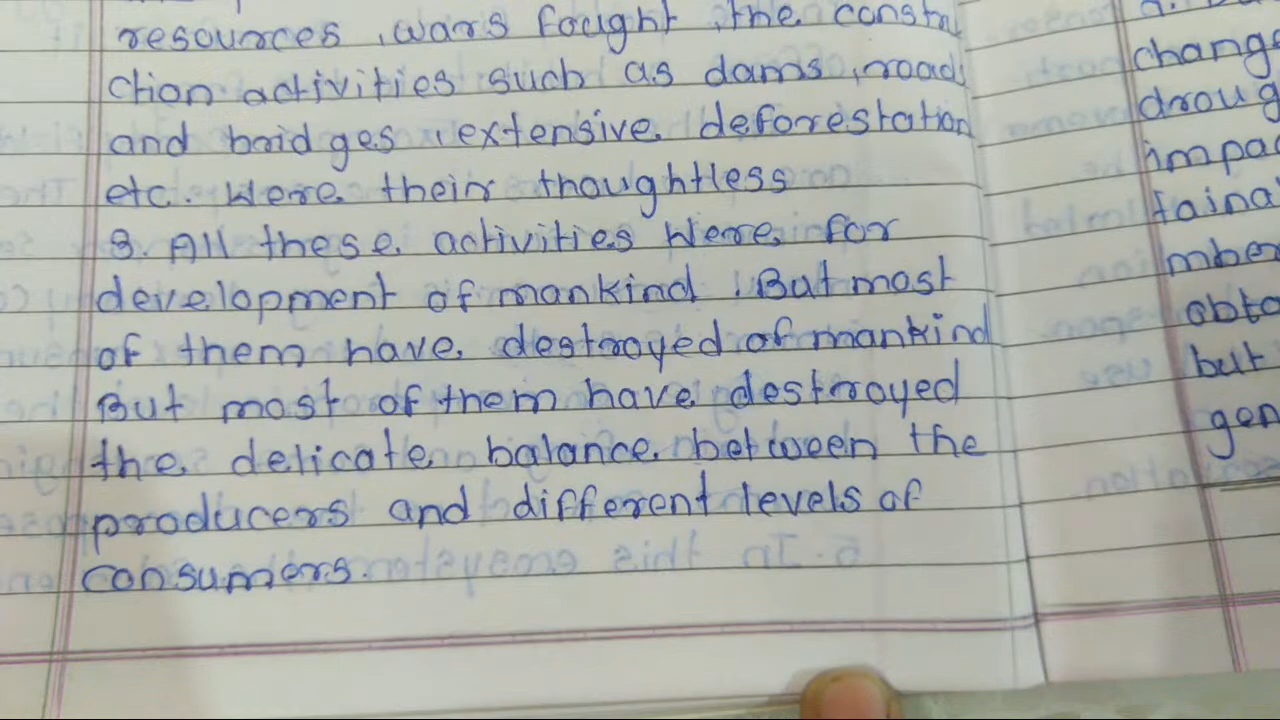 resources, wars fought, the constru
ction activities such as dams, road
and bridges, extensive deforestation
etc. Were their thoughtless
8. All these activities Were for
development of mankind. But most
of them have destroyed of mankind
But most of them have destroyed
the delicate balance between the
producers and different levels of
consumers.
change
droug
impac
taina
mber
obta
but
gen